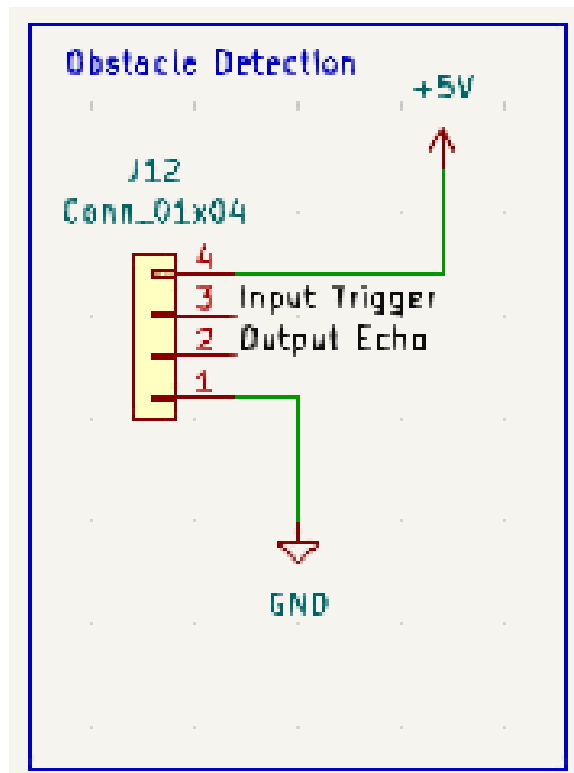 Obstacle Detection
+5V
J12
Conn_01x04
4
3 Input Trigger
2 Output Echo
1
GND